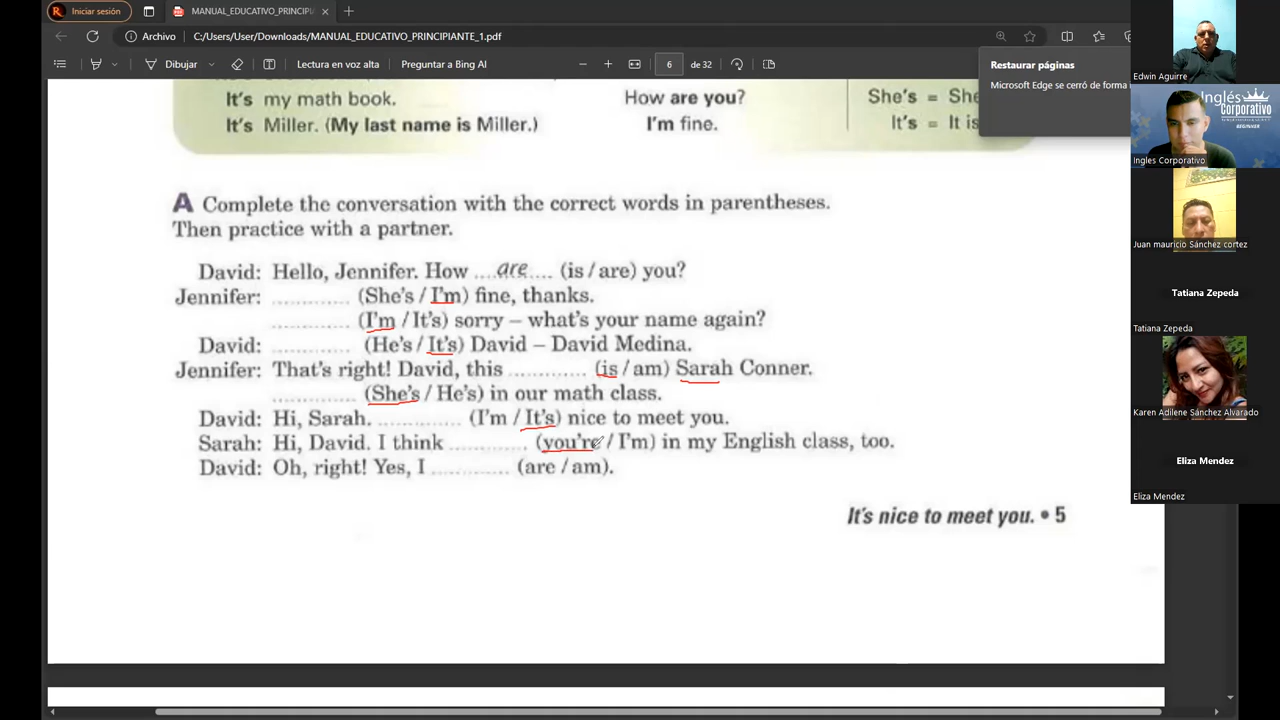 Iniciar sesión
MANUAL_EDUCATIVO_PRINCIPI
Archivo
C:/Users/User/Downloads/MANUAL_EDUCATIVO_PRINCIPIANTE_1.pdf
Dibujar
Lectura en voz alta
Preguntar a Bing AI
6
de 32
Restaurar páginas
Microsoft Edge se cerró de forma
It's my math book.
It's Miller. (My last name is Miller.)
How are you?
I'm fine.
She's = She
It's = It is
A Complete the conversation with the correct words in parentheses.
Then practice with a partner.
David: Hello, Jennifer. How ....are.... (is / are) you?
Jennifer: ............ (She's / I'm) fine, thanks.
............ (I'm / It's) sorry – what's your name again?
David: ............ (He's / It's) David – David Medina.
Jennifer: That's right! David, this ............ (is / am) Sarah Conner.
............ (She's / He's) in our math class.
David: Hi, Sarah. ............ (I'm / It's) nice to meet you.
Sarah: Hi, David. I think ............ (you're / I'm) in my English class, too.
David: Oh, right! Yes, I ............ (are / am).
It's nice to meet you. • 5
Edwin Aguirre
Inglés
Corporativo
BEGINNER
Ingles Corporativo
Juan mauricio Sánchez cortez
Tatiana Zepeda
Tatiana Zepeda
Karen Adilene Sánchez Alvarado
Eliza Mendez
Eliza Mendez